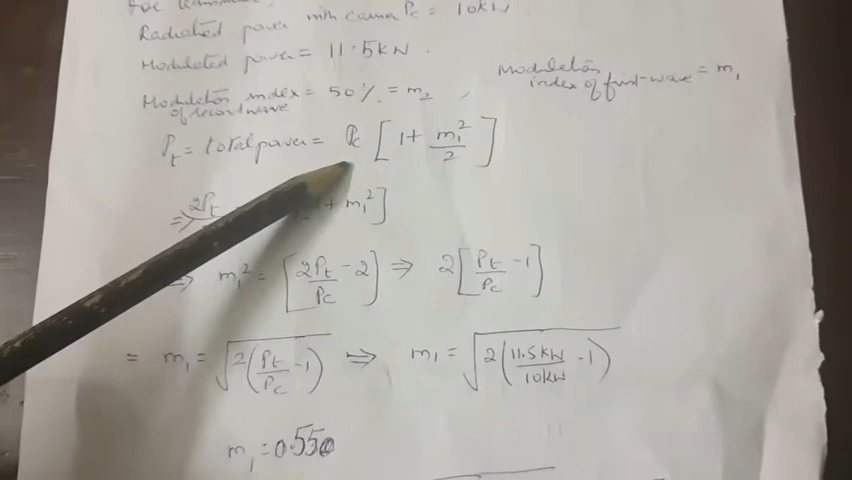 Radiated power with carrier Pc = 10kW
Modulated power = 11.5kW.
Modulation index of first-wave = m₁
Modulation index of second wave = 50% = m₂
Pt = total power = Pc [1 + m₁²/2]
⇒ 2Pt + m₁²]
⇒ m₁² = [2Pt/Pc - 2] ⇒ 2[Pt/Pc - 1]
= m₁ = √2(Pt/Pc - 1) ⇒ m₁ = √2(11.5kW/10kW - 1)
m₁ = 0.550